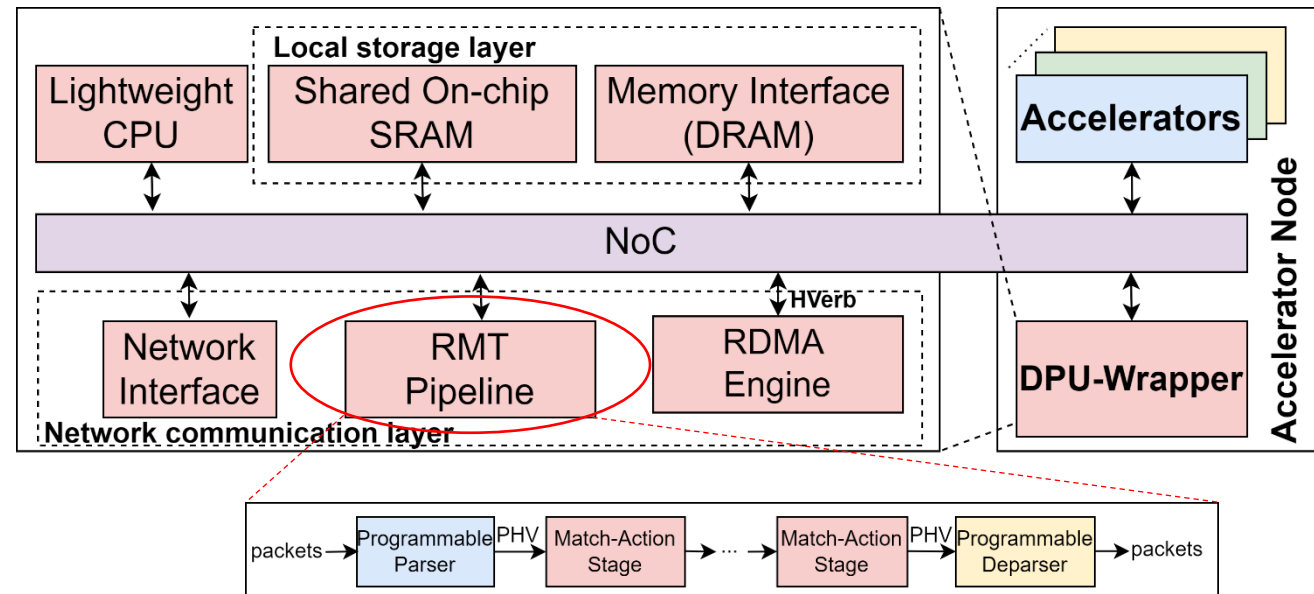 Local storage layer
Lightweight
CPU
Shared On-chip
SRAM
Memory Interface
(DRAM)
Accelerators
Accelerator Node
NoC
HVerb
Network
Interface
RMT
Pipeline
RDMA
Engine
DPU-Wrapper
Network communication layer
packets
Programmable
Parser
PHV
Match-Action
Stage
...
Match-Action
Stage
PHV
Programmable
Deparser
packets